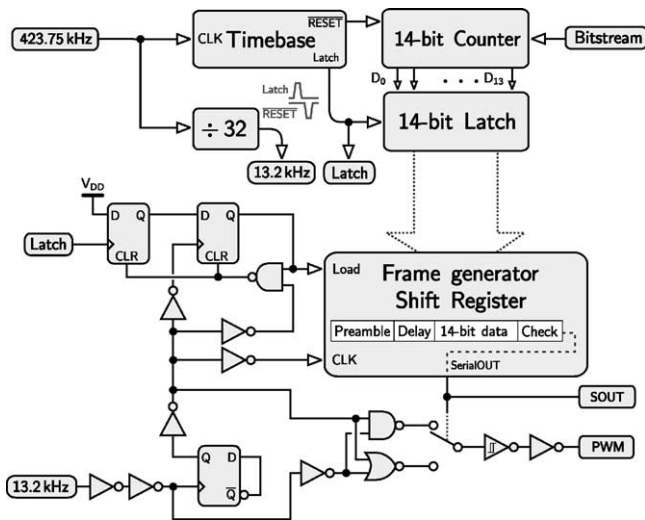 423.75 kHz
CLK Timebase
RESET
Latch
14-bit Counter
Bitstream
D0 . . . D13
Latch
RESET
÷ 32
14-bit Latch
13.2 kHz
Latch
VDD
D Q
CLR
D Q
CLR
Latch
Load
Frame generator
Shift Register
Preamble Delay 14-bit data Check
CLK
SerialOUT
SOUT
Q D
Q
13.2 kHz
PWM